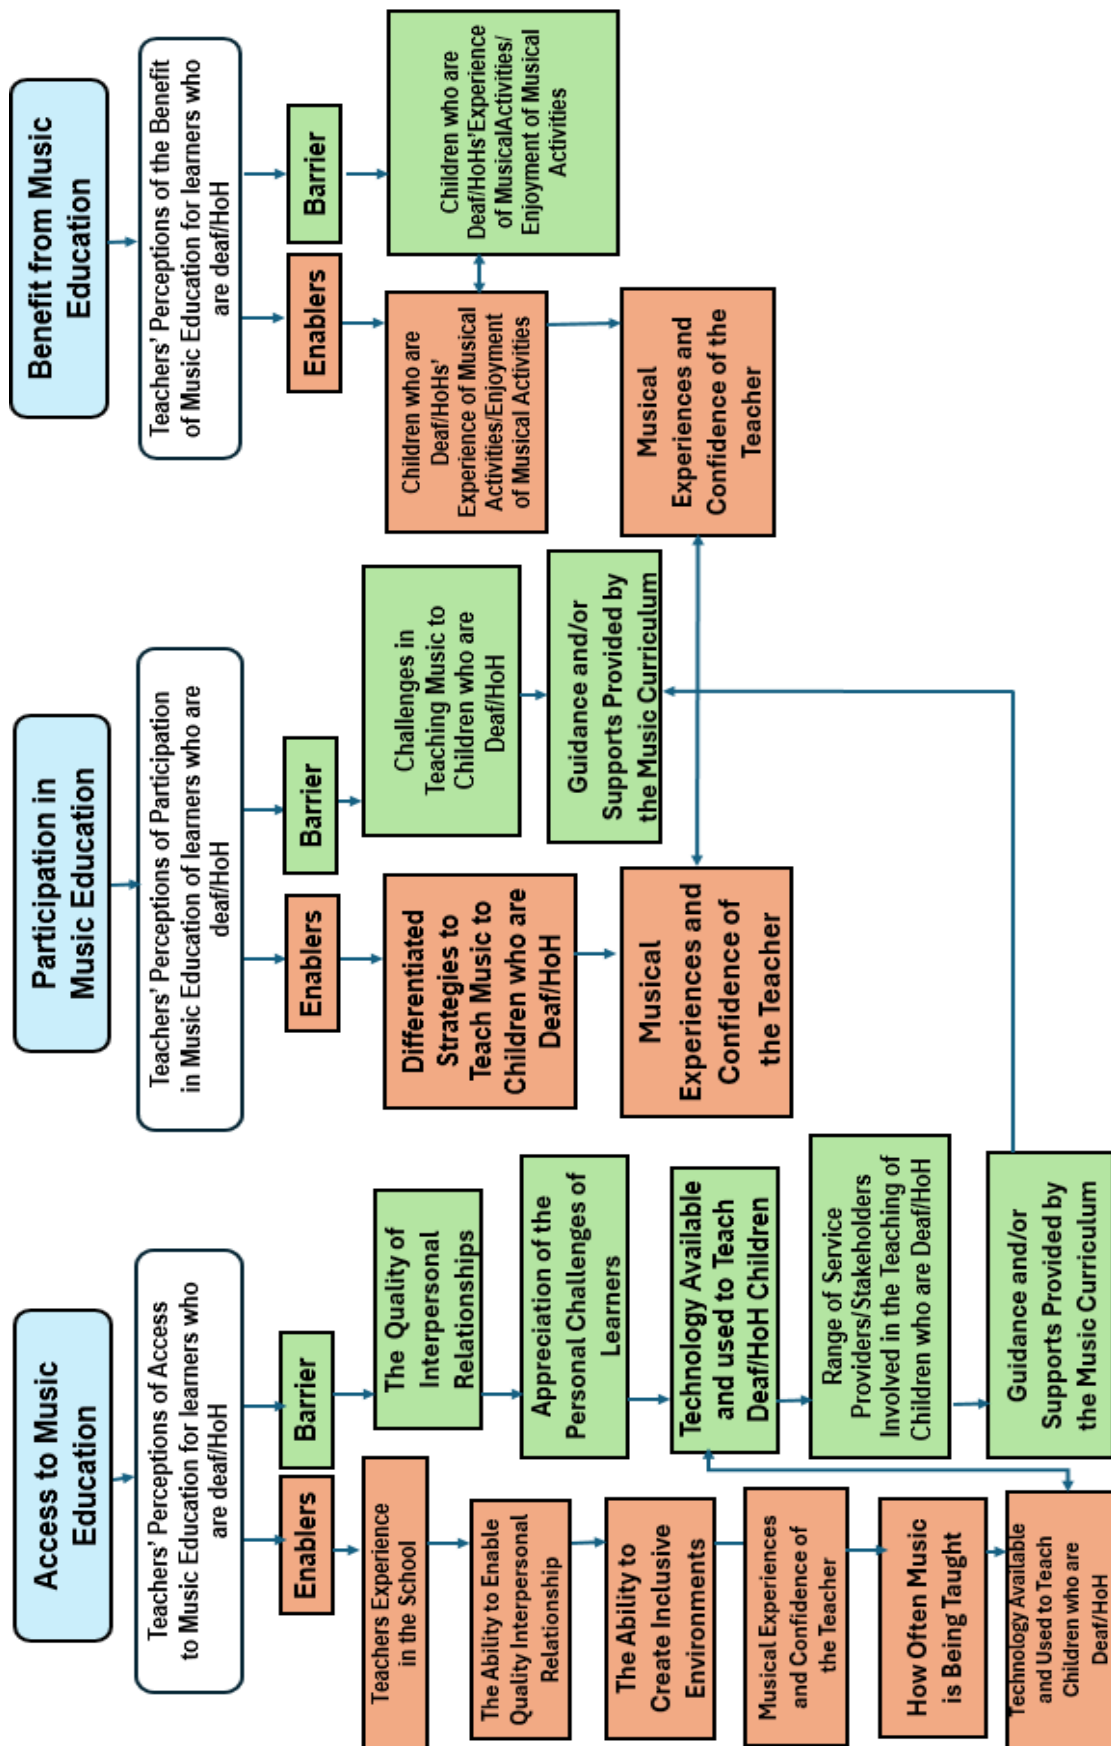 Access to Music
Education
Teachers' Perceptions of Access
to Music Education for learners who
are deaf/HoH
Enablers
Barrier
Teachers Experience
in the School
The Ability to Enable
Quality Interpersonal
Relationship
The Ability to
Create Inclusive
Environments
Musical Experiences
and Confidence of
the Teacher
How Often Music
is Being Taught
Technology Available
and Used to Teach
Children who are
Deaf/HoH
The Quality of
Interpersonal
Relationships
Appreciation of the
Personal Challenges of
Learners
Technology Available
and used to Teach
Deaf/HoH Children
Range of Service
Providers/Stakeholders
Involved in the Teaching of
Children who are Deaf/HoH
Guidance and/or
Supports Provided by
the Music Curriculum
Participation in
Music Education
Teachers' Perceptions of Participation
in Music Education of learners who are
deaf/HoH
Enablers
Barrier
Differentiated
Strategies to
Teach Music to
Children who are
Deaf/HoH
Musical
Experiences and
Confidence of
the Teacher
Challenges in
Teaching Music to
Children who are
Deaf/HoH
Guidance and/or
Supports Provided by
the Music Curriculum
Benefit from Music
Education
Teachers' Perceptions of the Benefit
of Music Education for learners who
are deaf/HoH
Enablers
Barrier
Children who are
Deaf/HoHs'
Experience of Musical
Activities/Enjoyment
of Musical Activities
Musical
Experiences and
Confidence of the
Teacher
Children who are
Deaf/HoHs'Experience
of MusicalActivities/
Enjoyment of Musical
Activities